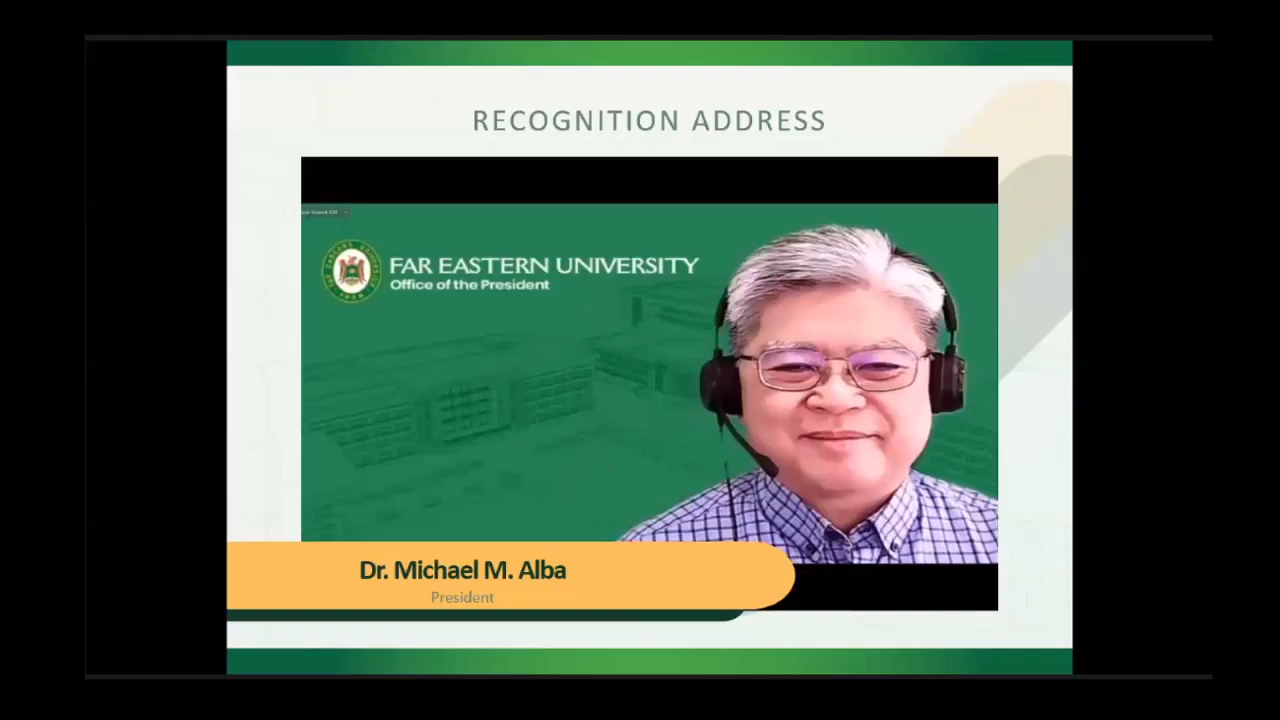 RECOGNITION ADDRESS
FAR EASTERN UNIVERSITY
Office of the President
Dr. Michael M. Alba
President